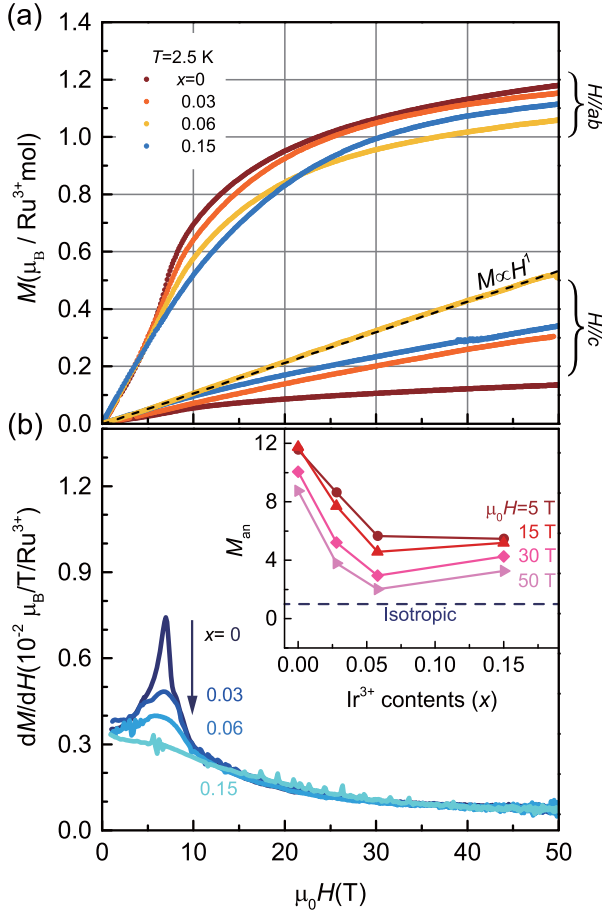 (a)
T=2.5 K
x=0
0.03
0.06
0.15
M(μB / Ru3+mol)
1.4
1.2
1.0
0.8
0.6
0.4
0.2
0.0
H//ab
M∝H1
H//c
(b)
dM/dH(10-2 μB/T/Ru3+)
1.2
0.9
0.6
0.3
0.0
x= 0
0.03
0.06
0.15
Man
12
8
4
0
μ0H=5 T
15 T
30 T
50 T
Isotropic
0.00 0.05 0.10 0.15
Ir3+ contents (x)
0 10 20 30 40 50
μ0H(T)